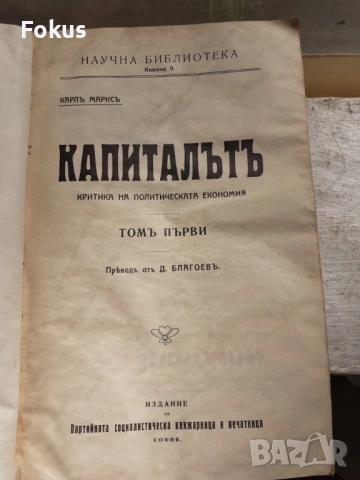 Fokus
НАУЧНА БИБЛИОТЕКА
Книжка 9.
КАРЛЪ МАРКСЪ
КАПИТАЛЪТЪ
КРИТИКА НА ПОЛИТИЧЕСКАТА ЕКОНОМИЯ
ТОМЪ ПЪРВИ
Прѣводъ отъ Д. БЛАГОЕВЪ.
ИЗДАНИЕ
на
Партийната социалистическа книжарница и печатница
СОФИЯ.
BAZAR
bg